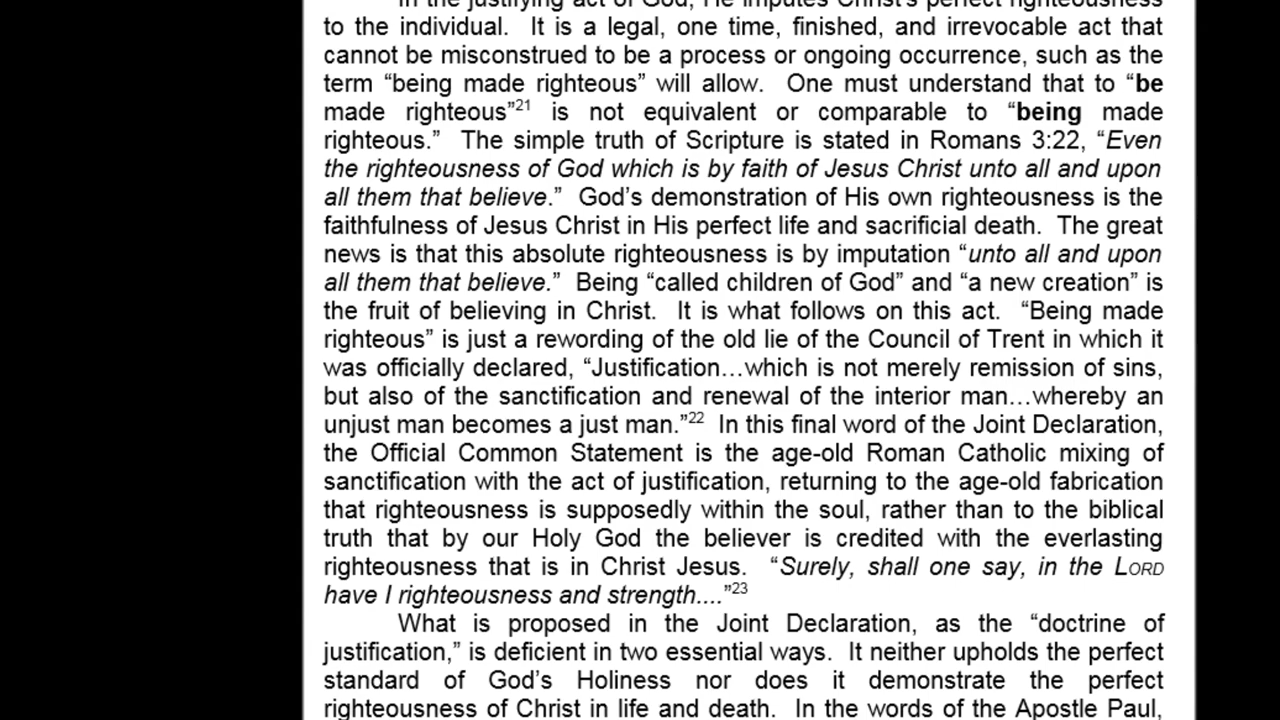 In the justifying act of God, He imputes Christ's perfect righteousness
to the individual.  It is a legal, one time, finished, and irrevocable act that
cannot be misconstrued to be a process or ongoing occurrence, such as the
term “being made righteous” will allow.  One must understand that to “be
made righteous”21 is not equivalent or comparable to “being made
righteous.”  The simple truth of Scripture is stated in Romans 3:22, “Even
the righteousness of God which is by faith of Jesus Christ unto all and upon
all them that believe.”  God’s demonstration of His own righteousness is the
faithfulness of Jesus Christ in His perfect life and sacrificial death.  The great
news is that this absolute righteousness is by imputation “unto all and upon
all them that believe.”  Being “called children of God” and “a new creation” is
the fruit of believing in Christ.  It is what follows on this act.  “Being made
righteous” is just a rewording of the old lie of the Council of Trent in which it
was officially declared, “Justification…which is not merely remission of sins,
but also of the sanctification and renewal of the interior man…whereby an
unjust man becomes a just man.”22  In this final word of the Joint Declaration,
the Official Common Statement is the age-old Roman Catholic mixing of
sanctification with the act of justification, returning to the age-old fabrication
that righteousness is supposedly within the soul, rather than to the biblical
truth that by our Holy God the believer is credited with the everlasting
righteousness that is in Christ Jesus.  “Surely, shall one say, in the LORD
have I righteousness and strength....”23
What is proposed in the Joint Declaration, as the “doctrine of
justification,” is deficient in two essential ways.  It neither upholds the perfect
standard of God’s Holiness nor does it demonstrate the perfect
righteousness of Christ in life and death.  In the words of the Apostle Paul,